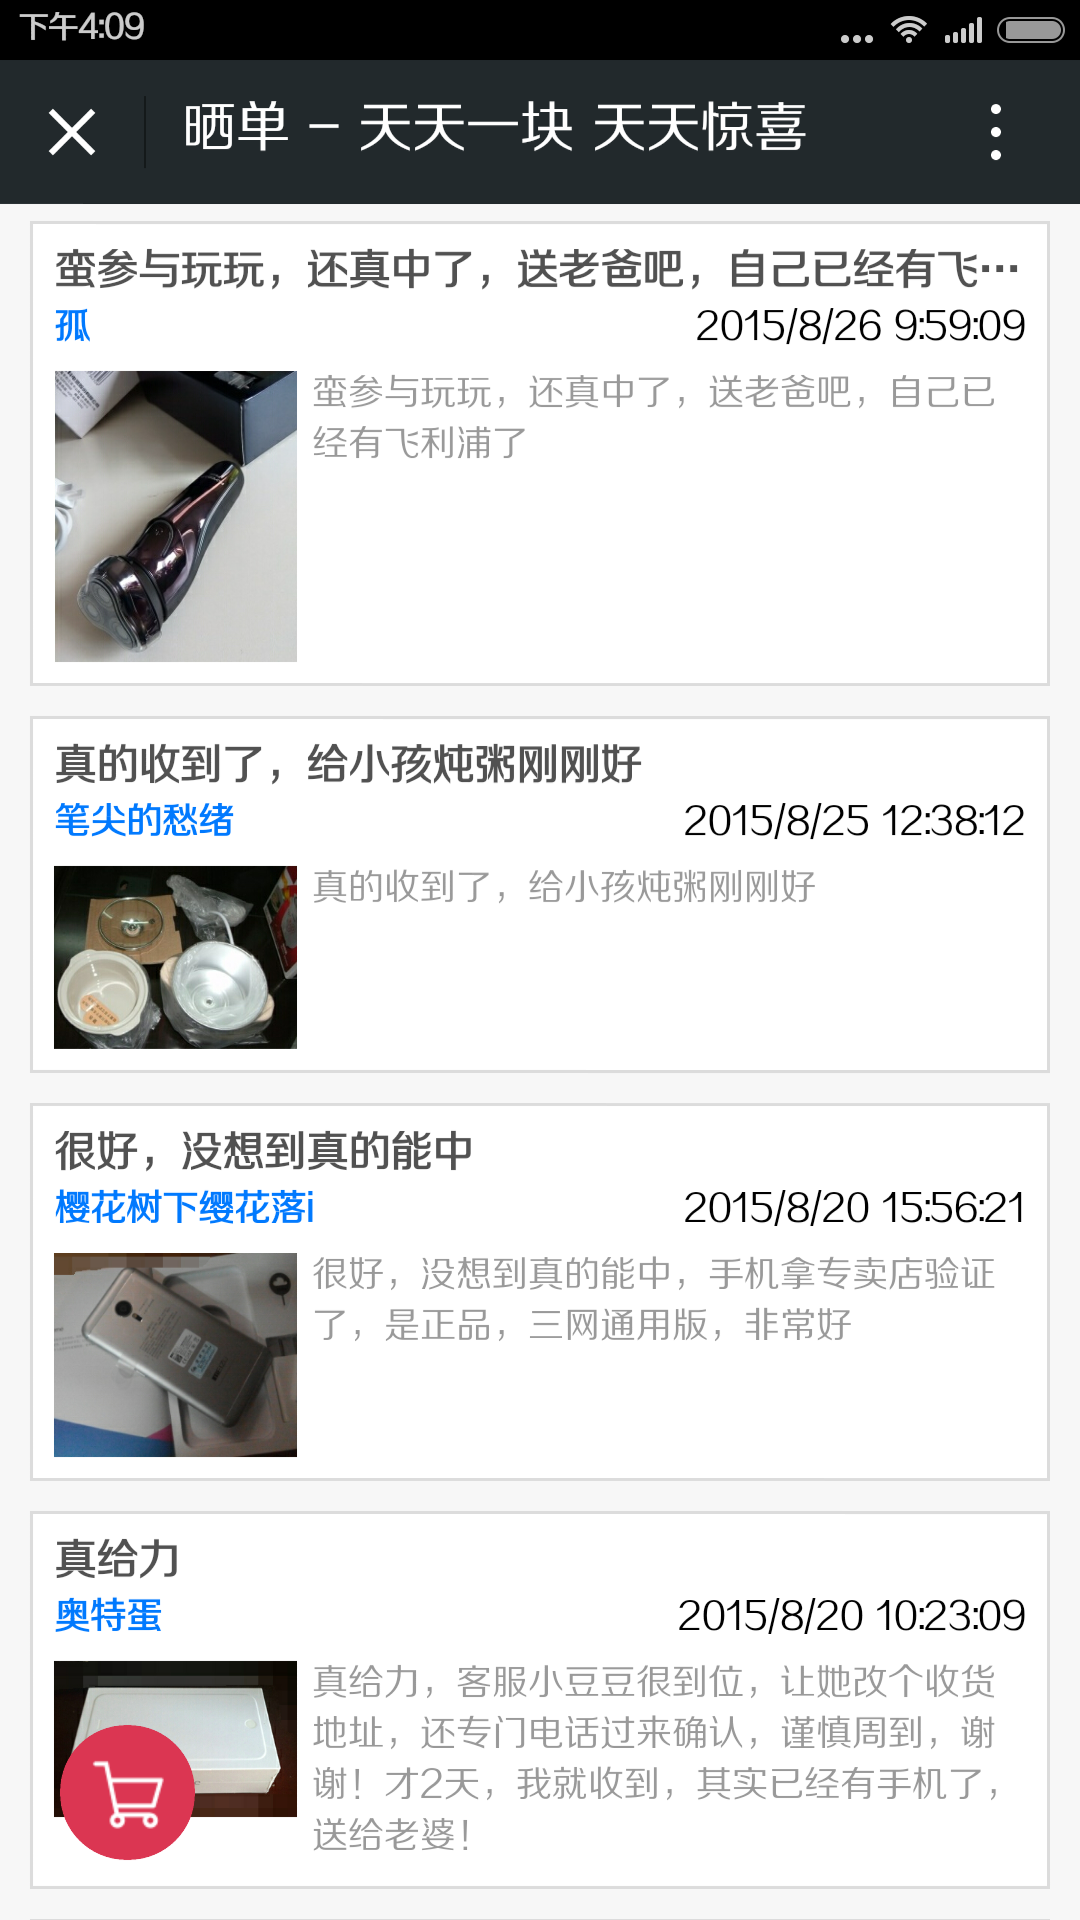 下午4:09
晒单 - 天天一块 天天惊喜
蛮参与玩玩，还真中了，送老爸吧，自己已经有飞…
孤 2015/8/26 9:59:09
蛮参与玩玩，还真中了，送老爸吧，自己已
经有飞利浦了
真的收到了，给小孩炖粥刚刚好
笔尖的愁绪 2015/8/25 12:38:12
真的收到了，给小孩炖粥刚刚好
很好，没想到真的能中
樱花树下缨花落i 2015/8/20 15:56:21
很好，没想到真的能中，手机拿专卖店验证
了，是正品，三网通用版，非常好
真给力
奥特蛋 2015/8/20 10:23:09
真给力，客服小豆豆很到位，让她改个收货
地址，还专门电话过来确认，谨慎周到，谢
谢！才2天，我就收到，其实已经有手机了，
送给老婆！